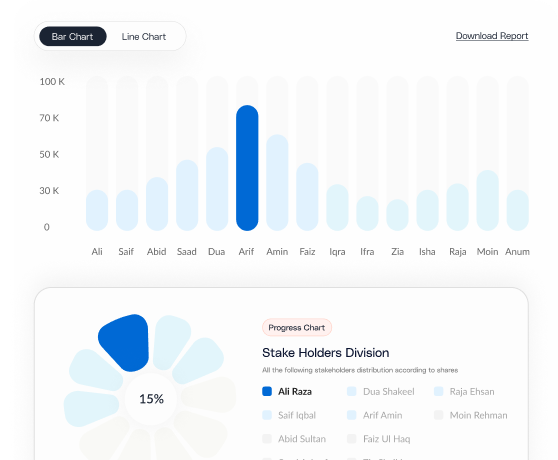 Bar Chart Line Chart Download Report
100 K
70 K
50 K
30 K
0
Ali Saif Abid Saad Dua Arif Amin Faiz Iqra Ifra Zia Isha Raja Moin Anum
Progress Chart
Stake Holders Division
All the following stakeholders distribution according to shares
15%
Ali Raza Dua Shakeel Raja Ehsan
Saif Iqbal Arif Amin Moin Rehman
Abid Sultan Faiz Ul Haq